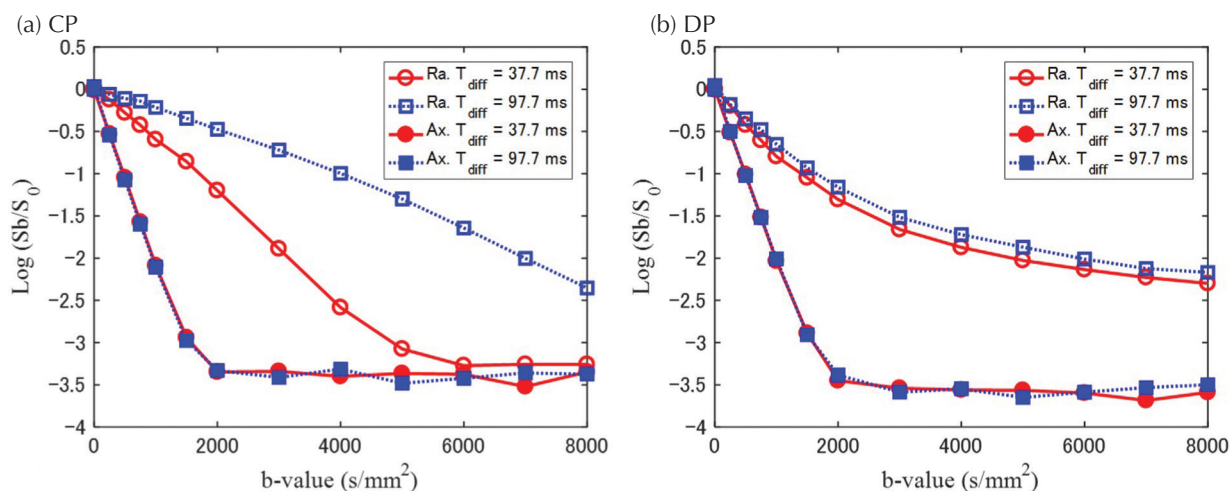 (a) CP
0.5
0
−0.5
−1
−1.5
−2
−2.5
−3
−3.5
−4
Log (Sb/S0)
0 2000 4000 6000 8000
b-value (s/mm2)
Ra. Tdiff = 37.7 ms
Ra. Tdiff = 97.7 ms
Ax. Tdiff = 37.7 ms
Ax. Tdiff = 97.7 ms
(b) DP
0.5
0
−0.5
−1
−1.5
−2
−2.5
−3
−3.5
−4
Log (Sb/S0)
0 2000 4000 6000 8000
b-value (s/mm2)
Ra. Tdiff = 37.7 ms
Ra. Tdiff = 97.7 ms
Ax. Tdiff = 37.7 ms
Ax. Tdiff = 97.7 ms